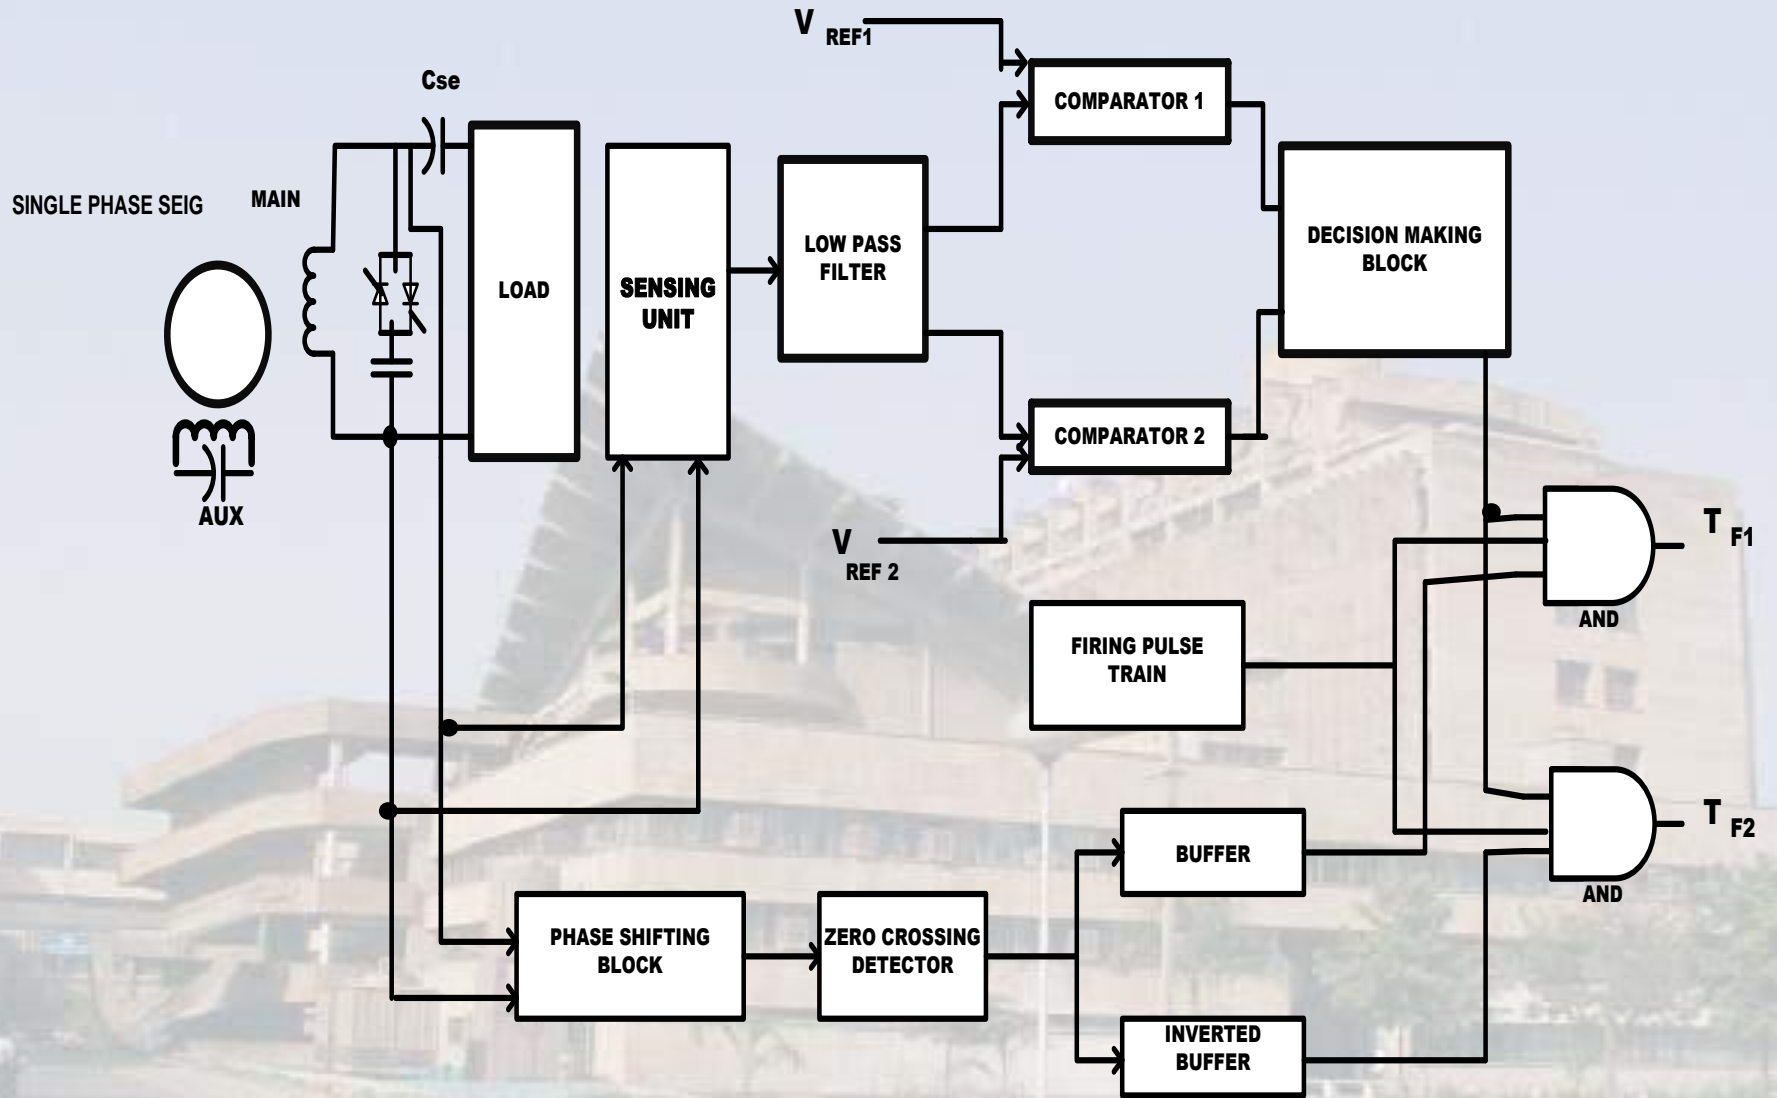 V REF1
Cse
COMPARATOR 1
SINGLE PHASE SEIG
MAIN
LOAD
SENSING
UNIT
LOW PASS
FILTER
DECISION MAKING
BLOCK
COMPARATOR 2
AUX
V REF 2
T F1
AND
FIRING PULSE
TRAIN
T F2
AND
BUFFER
PHASE SHIFTING
BLOCK
ZERO CROSSING
DETECTOR
INVERTED
BUFFER